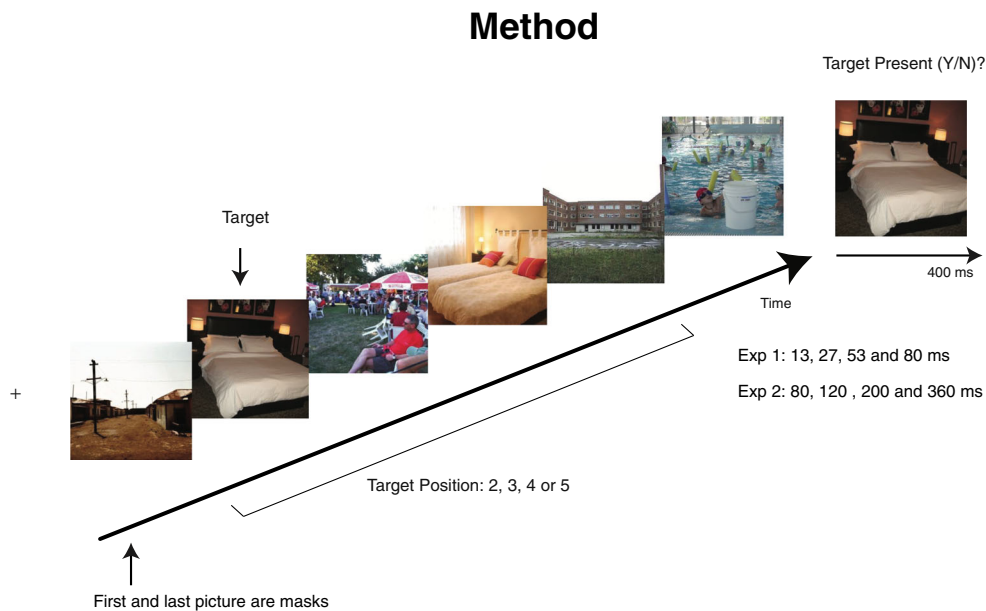 Method
Target Present (Y/N)?
Target
400 ms
Time
Exp 1: 13, 27, 53 and 80 ms
Exp 2: 80, 120 , 200 and 360 ms
+
Target Position: 2, 3, 4 or 5
First and last picture are masks